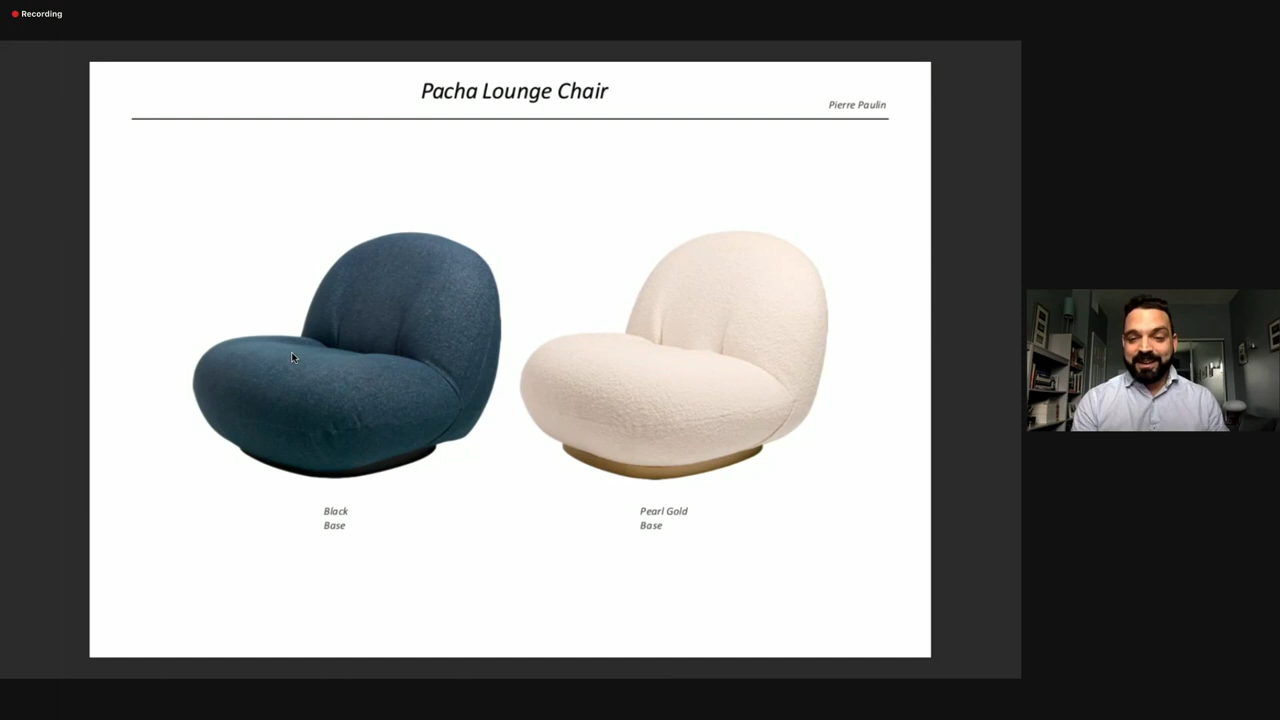 Recording
Pacha Lounge Chair
Pierre Paulin
Black
Base
Pearl Gold
Base